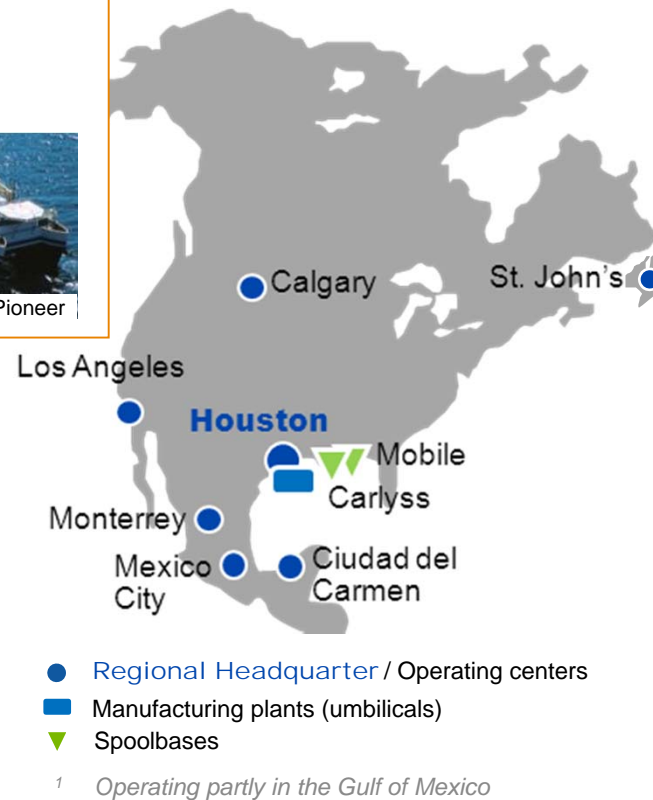 Pioneer
Calgary
St. John's
Los Angeles
Houston
Mobile
Carlyss
Monterrey
Mexico
City
Ciudad del
Carmen
Regional Headquarter / Operating centers
Manufacturing plants (umbilicals)
Spoolbases
1 Operating partly in the Gulf of Mexico